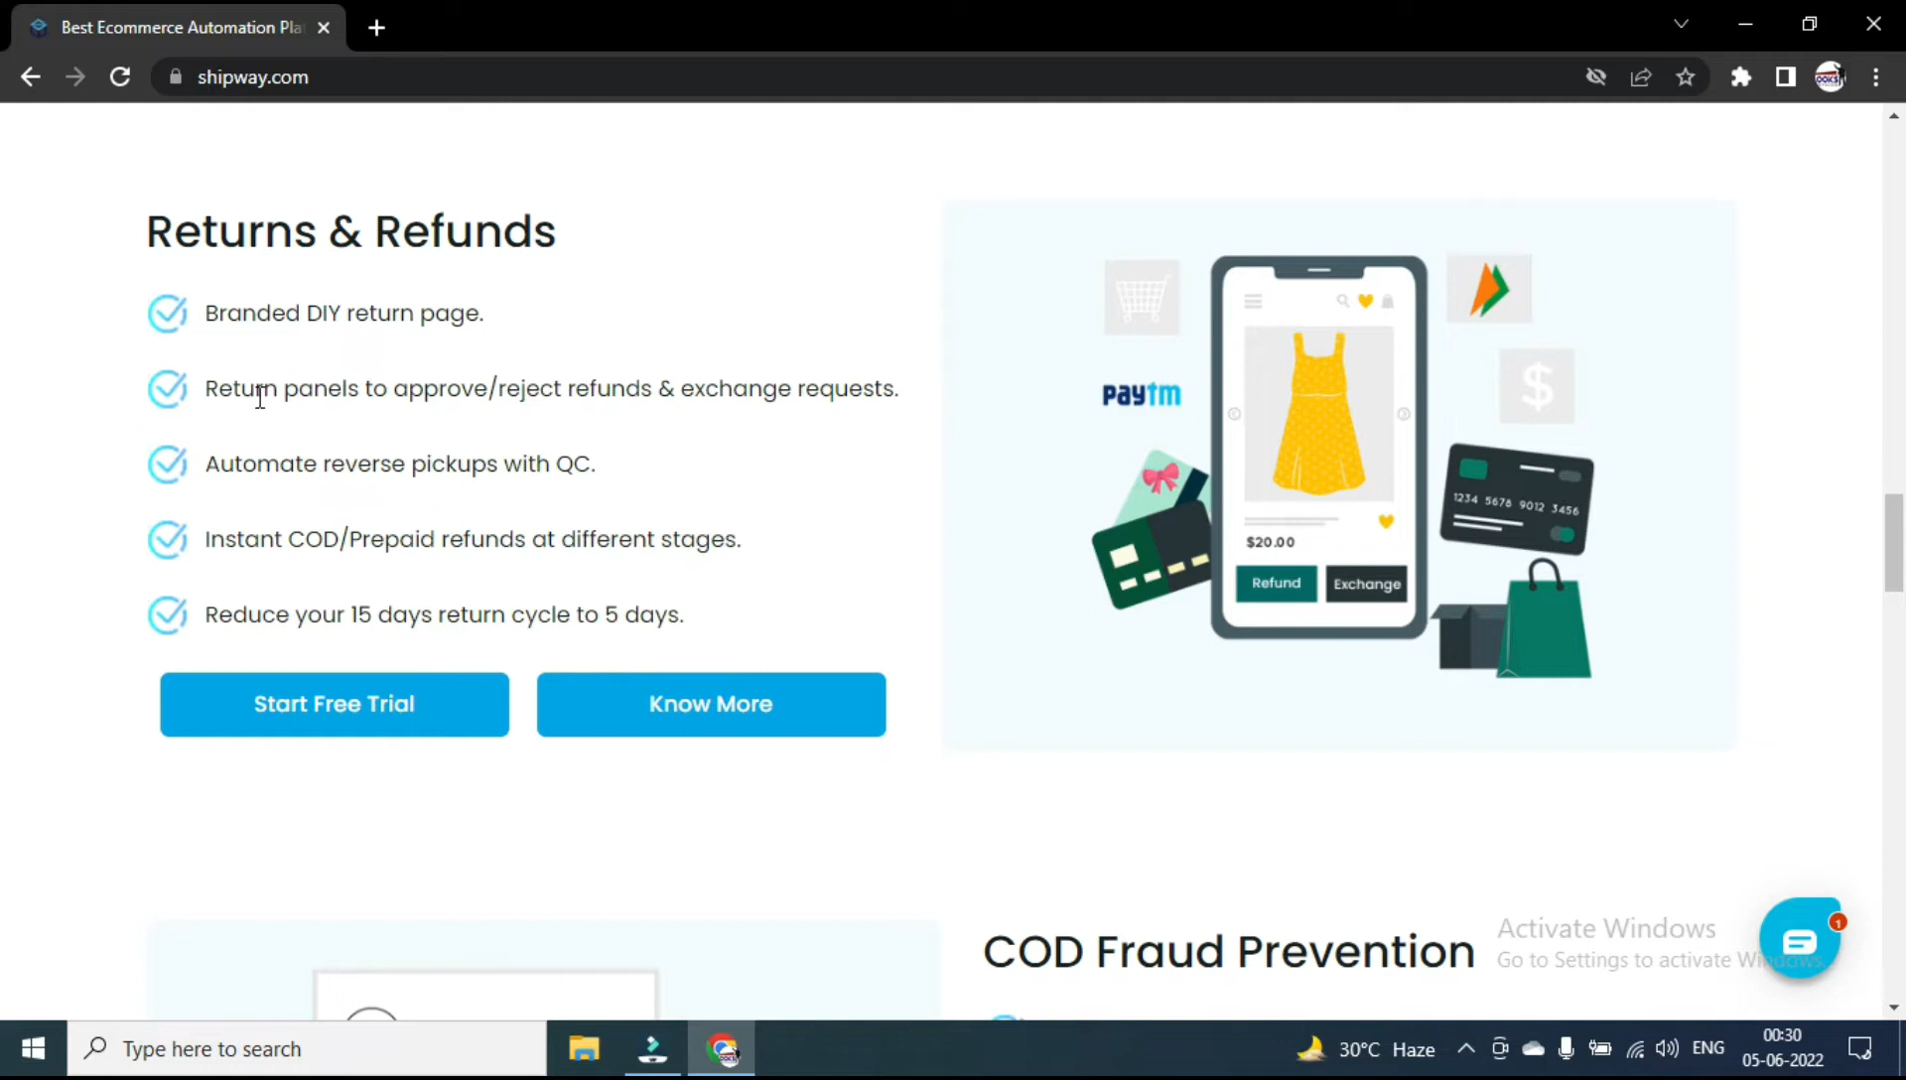 Best Ecommerce Automation Pla
shipway.com
Returns & Refunds
Branded DIY return page.
Return panels to approve/reject refunds & exchange requests.
Automate reverse pickups with QC.
Instant COD/Prepaid refunds at different stages.
Reduce your 15 days return cycle to 5 days.
Start Free Trial
Know More
paytm
$
1234 5678 9012 3456
$20.00
Refund
Exchange
COD Fraud Prevention
Activate Windows
Go to Settings to activate Windows.
1
Type here to search
30°C Haze
ENG
00:30
05-06-2022